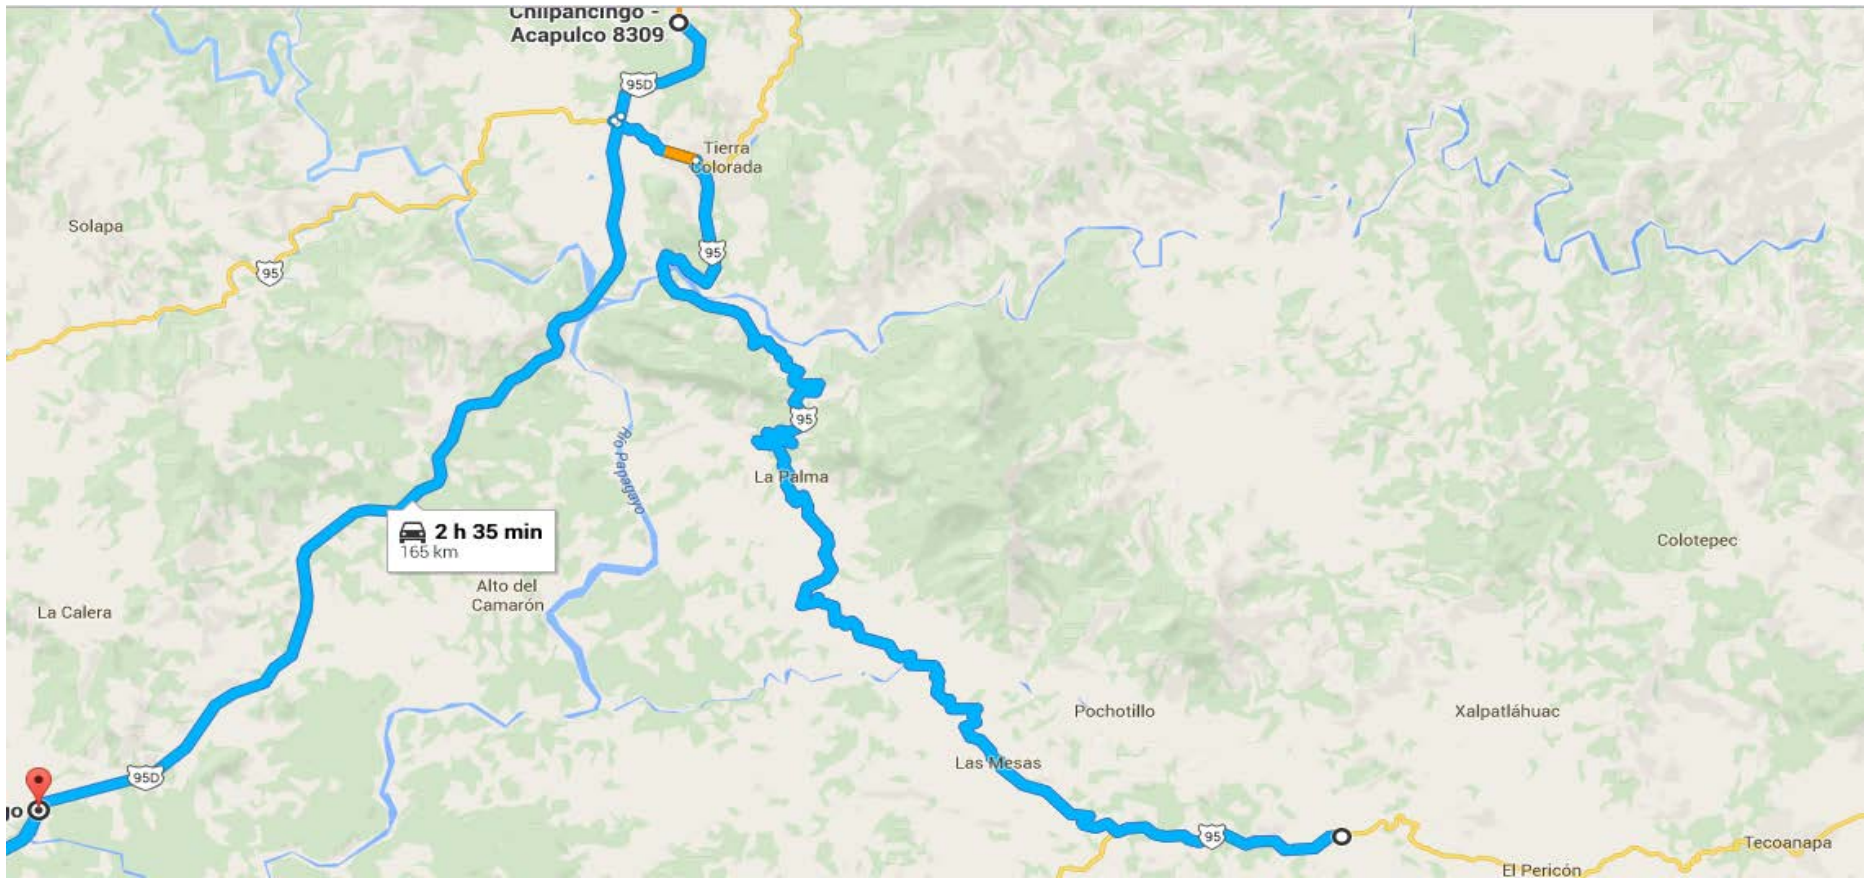 Chilpancingo -
Acapulco 8309
95D
Tierra
Colorada
Solapa
95
95
Río Papagayo
95
La Palma
2 h 35 min
165 km
Colotepec
Alto del
Camarón
La Calera
Pochotillo
Xalpatláhuac
Las Mesas
95D
go
95
Tecoanapa
El Pericón